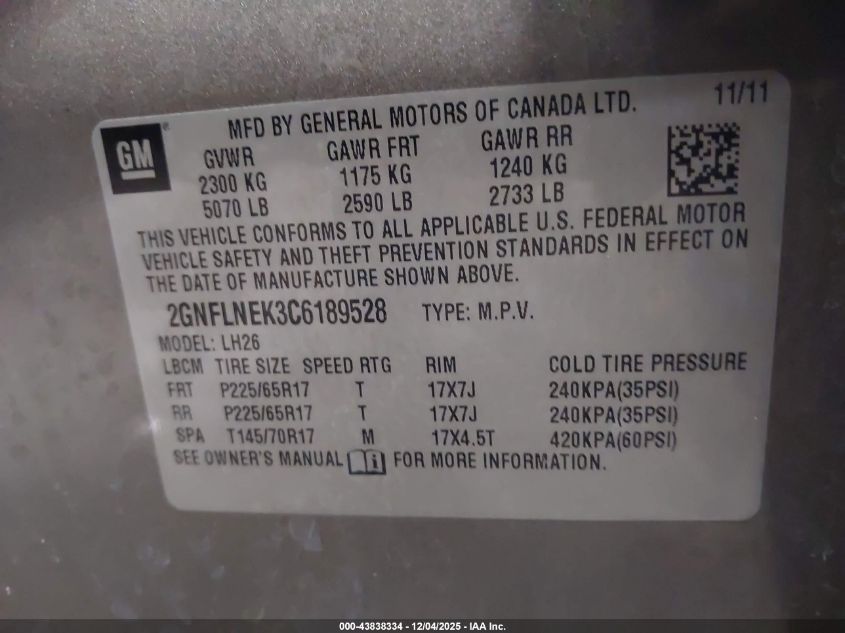 11/11
GM®
MFD BY GENERAL MOTORS OF CANADA LTD.
GVWR GAWR FRT GAWR RR
2300 KG 1175 KG 1240 KG
5070 LB 2590 LB 2733 LB
THIS VEHICLE CONFORMS TO ALL APPLICABLE U.S. FEDERAL MOTOR
VEHICLE SAFETY AND THEFT PREVENTION STANDARDS IN EFFECT ON
THE DATE OF MANUFACTURE SHOWN ABOVE.
2GNFLNEK3C6189528 TYPE: M.P.V.
MODEL: LH26
LBCM TIRE SIZE SPEED RTG RIM COLD TIRE PRESSURE
FRT P225/65R17 T 17X7J 240KPA(35PSI)
RR P225/65R17 T 17X7J 240KPA(35PSI)
SPA T145/70R17 M 17X4.5T 420KPA(60PSI)
SEE OWNER'S MANUAL i FOR MORE INFORMATION.
000-43838334 - 12/04/2025 - IAA Inc.